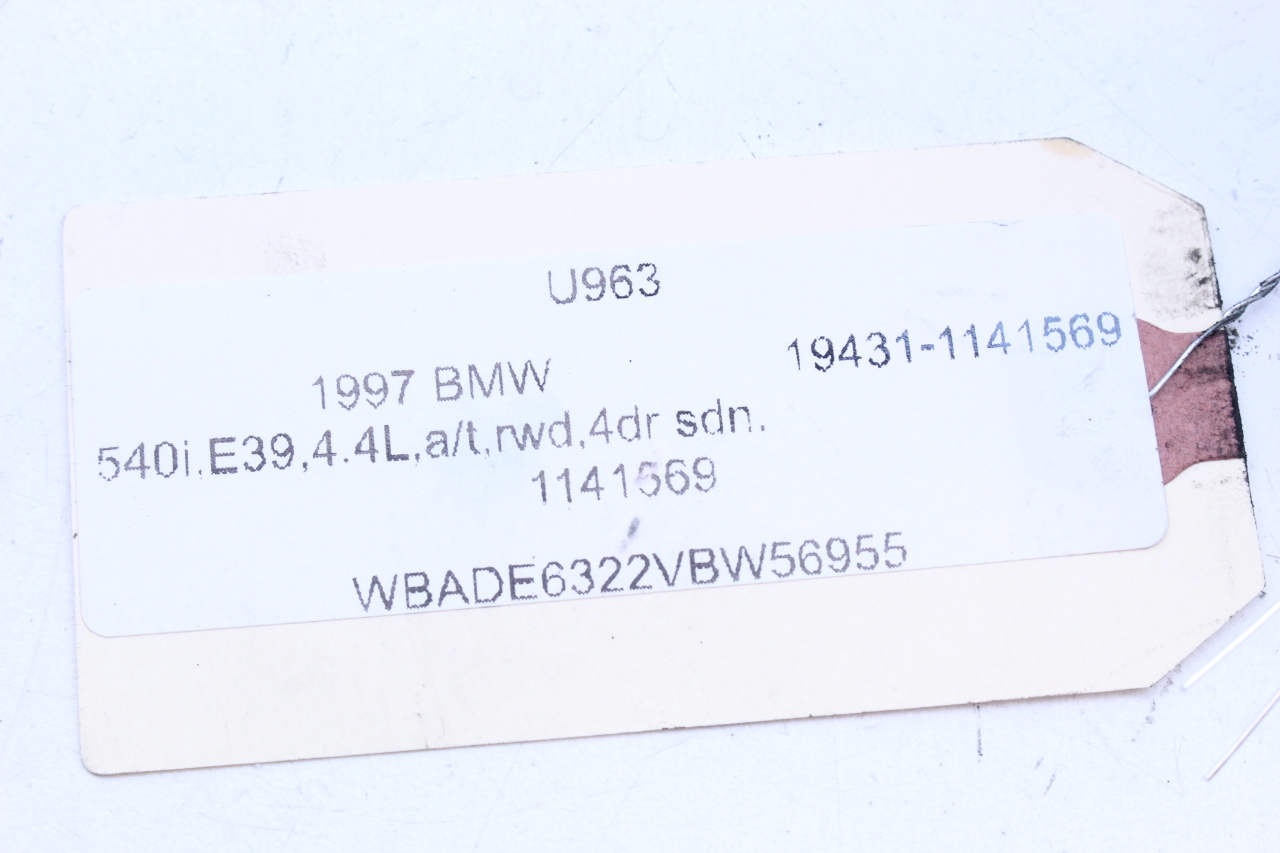 U963
19431-1141569
1997 BMW
540i,E39,4.4L,a/t,rwd,4dr sdn.
1141569
WBADE6322VBW56955